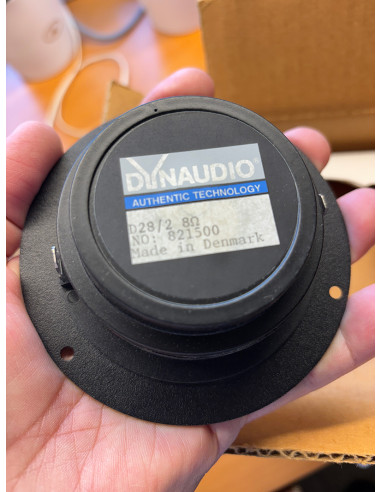 DYNAUDIO®
AUTHENTIC TECHNOLOGY
D28/2 8Ω
NO: 821500
Made in Denmark